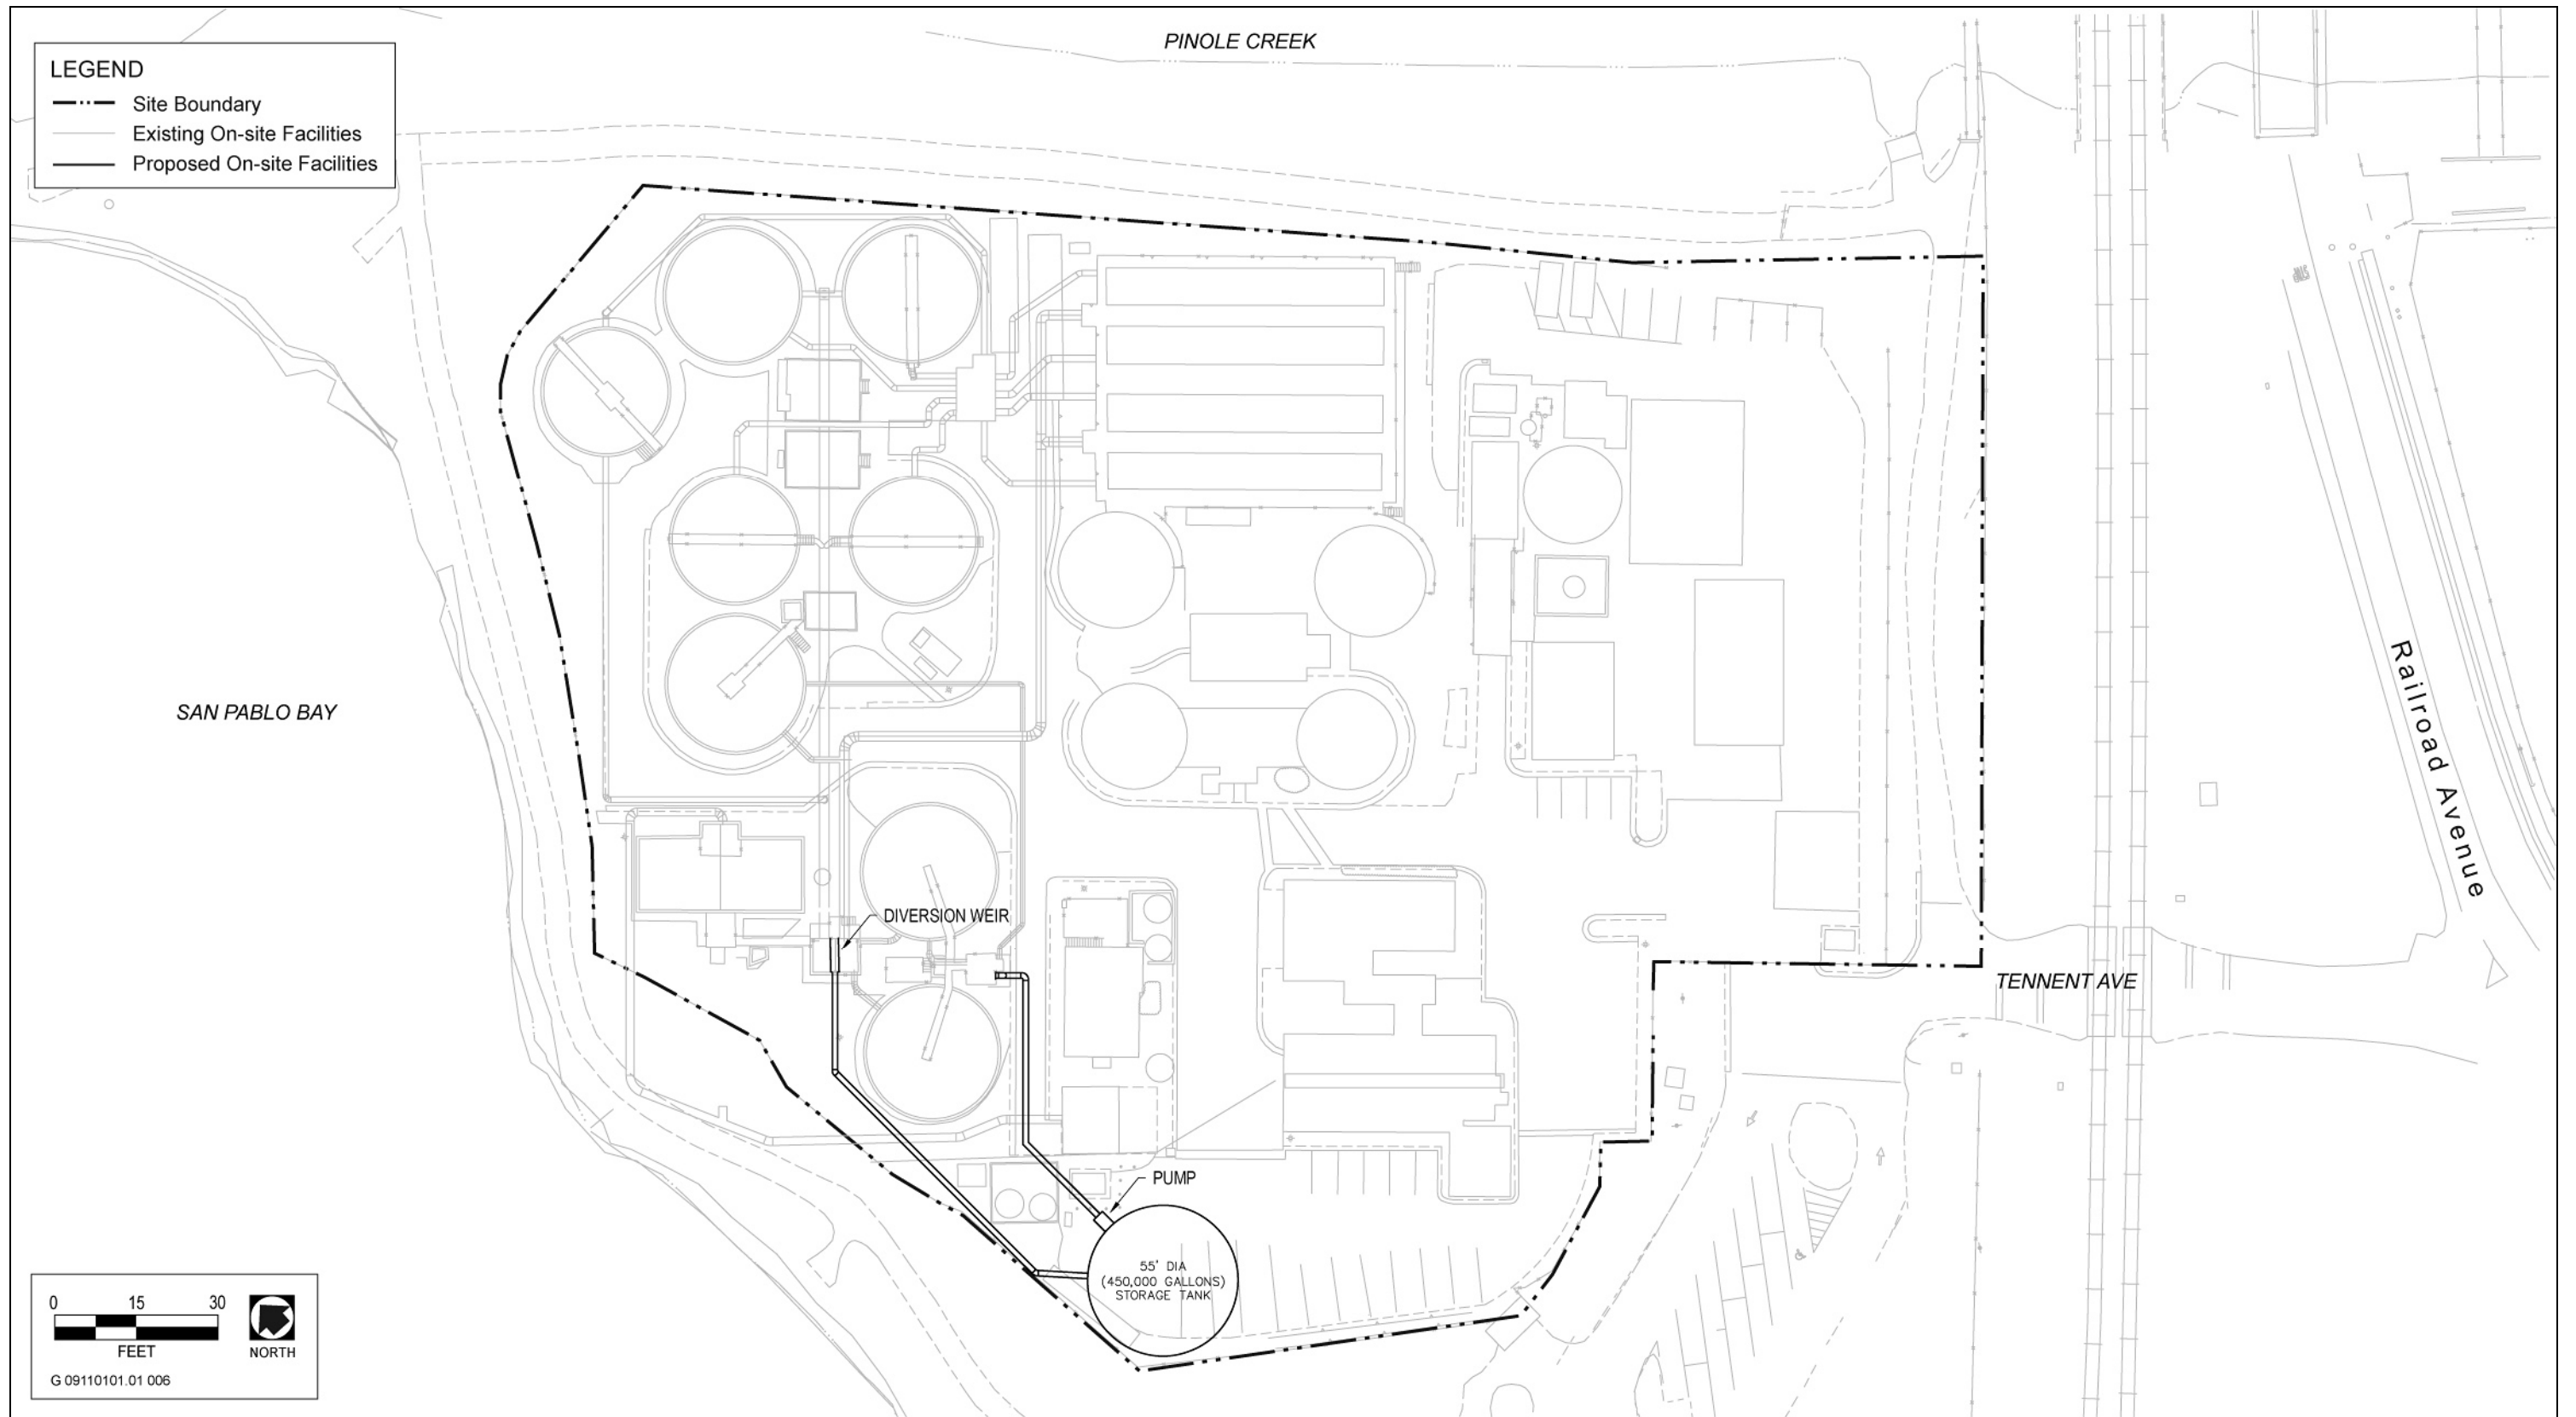 PINOLE CREEK
LEGEND
Site Boundary
Existing On-site Facilities
Proposed On-site Facilities
SAN PABLO BAY
Railroad Avenue
DIVERSION WEIR
TENNENT AVE
PUMP
55' DIA
(450,000 GALLONS)
STORAGE TANK
0 15 30
FEET
NORTH
G 09110101.01 006